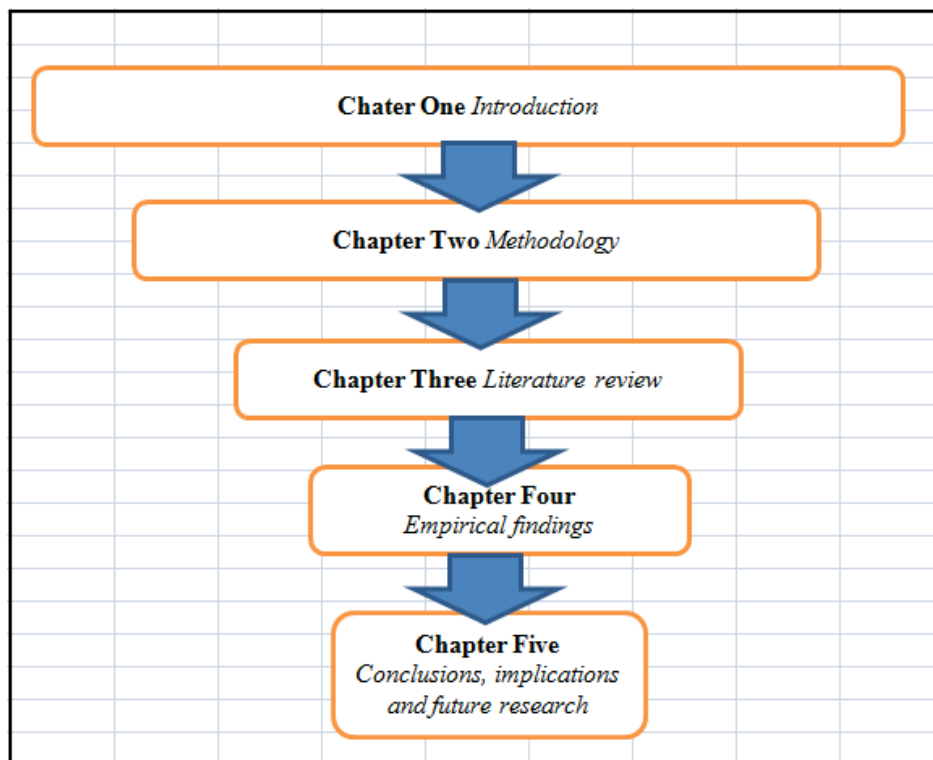 Chater One Introduction
Chapter Two Methodology
Chapter Three Literature review
Chapter Four
Empirical findings
Chapter Five
Conclusions, implications
and future research